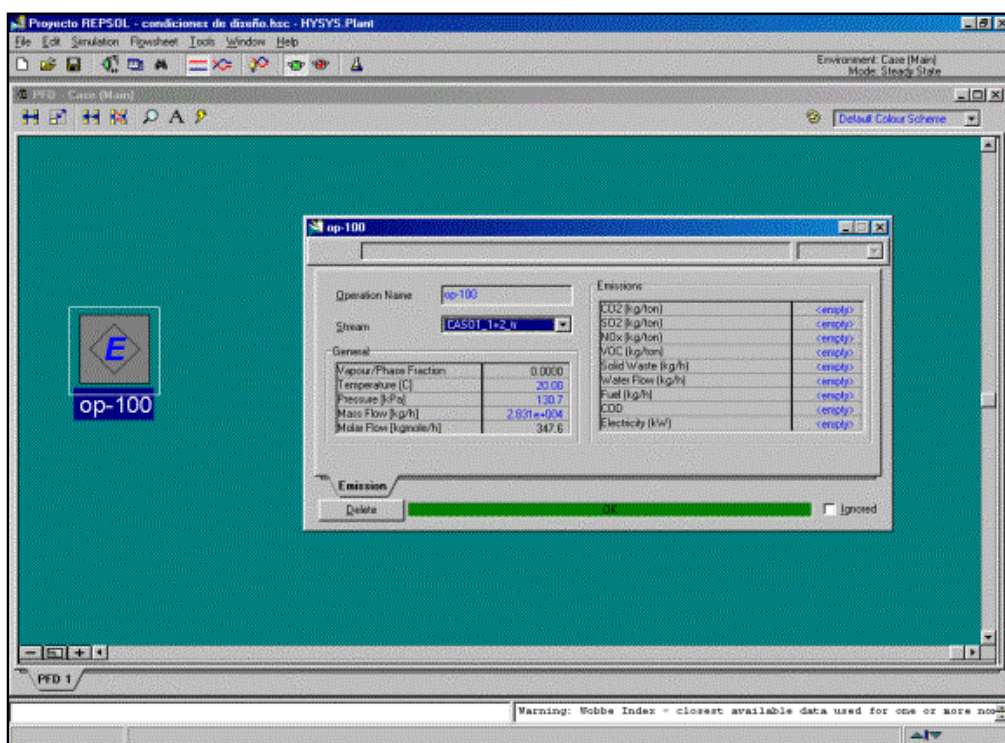 Proyecto REPSOL - condiciones de diseño.hsc - HYSYS.Plant
File Edit Simulation Flowsheet Tools Window Help
Environment: Case (Main)
Mode: Steady State
PFD - Case (Main)
Default Colour Scheme
op-100
Operation Name op-100
Stream CASO1_1+2_tr
General
Vapour/Phase Fraction 0.0000
Temperature [C] 20.00
Pressure [kPa] 130.7
Mass Flow [kg/h] 2.831e+004
Molar Flow [kgmole/h] 347.6
Emissions
CO2 (kg/ton) <empty>
SO2 (kg/ton) <empty>
NOx (kg/ton) <empty>
VOC (kg/ton) <empty>
Solid Waste (kg/h) <empty>
Water Flow (kg/h) <empty>
Fuel (kg/h) <empty>
COD <empty>
Electricity (kW) <empty>
E
op-100
Emission
Delete OK Ignored
PFD 1
Warning: Wobbe Index - closest available data used for one or more